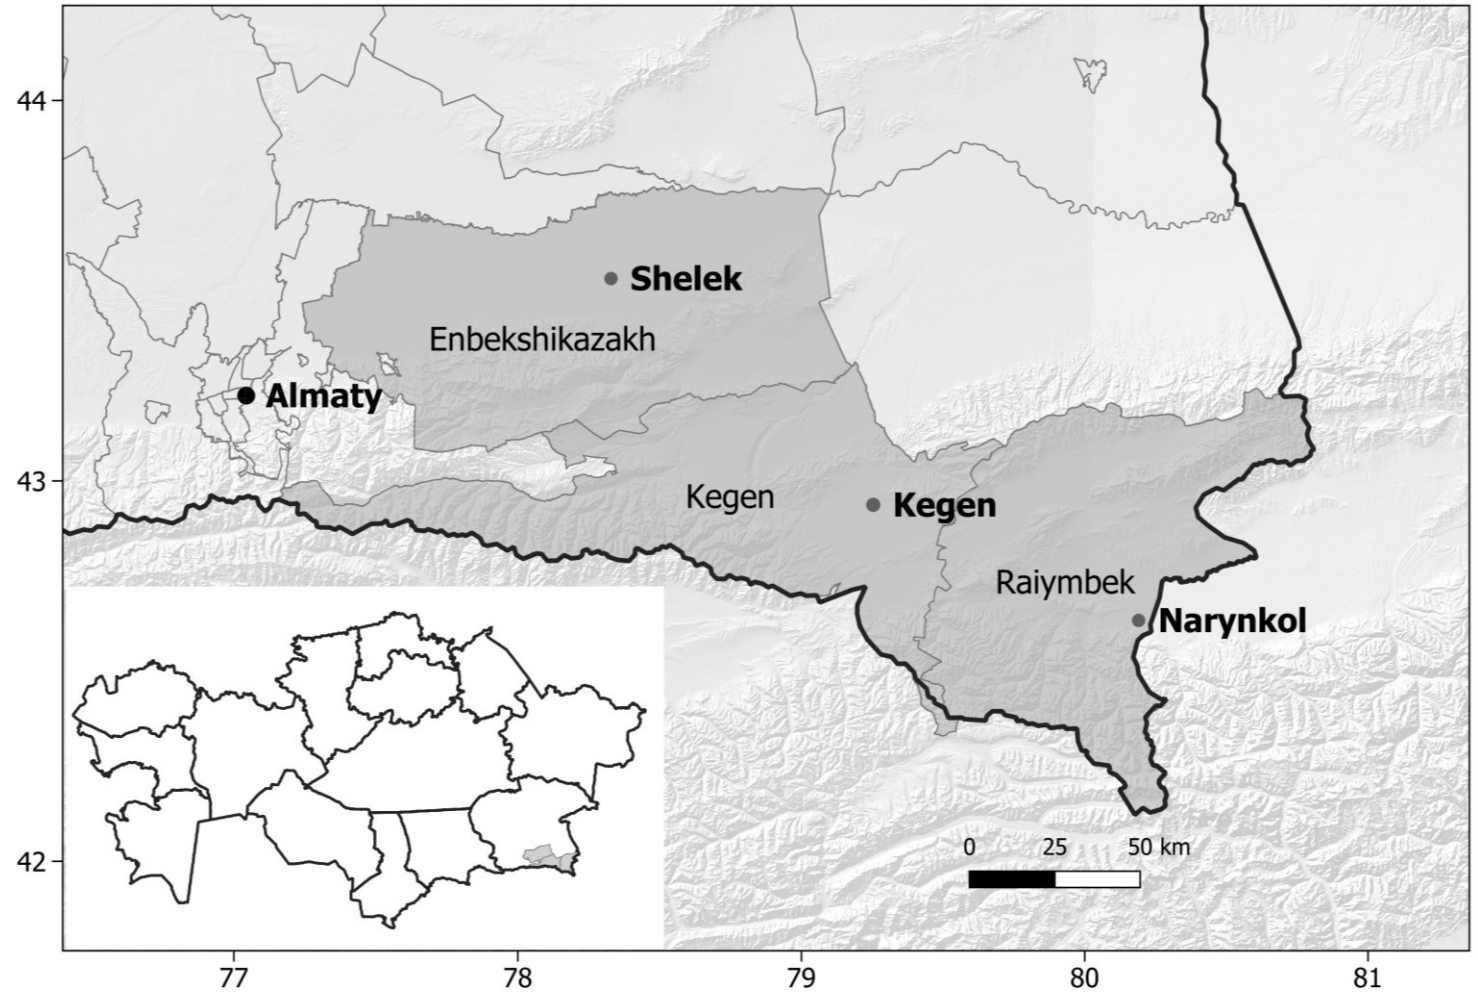 44
Shelek
Enbekshikazakh
Almaty
43
Kegen
Kegen
Raiymbek
Narynkol
0 25 50 km
42
77 78 79 80 81